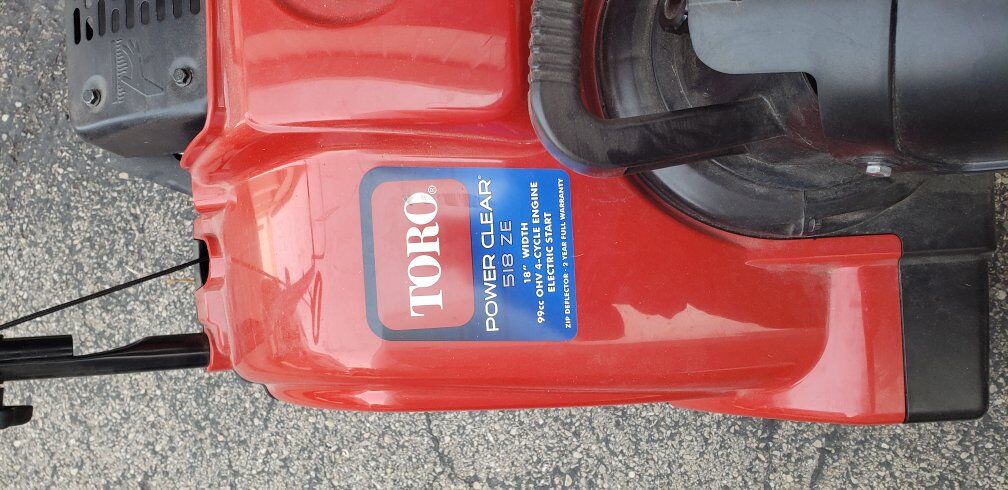 TORO®
POWER CLEAR®
518 ZE
18" WIDTH
99cc OHV 4-CYCLE ENGINE
ELECTRIC START
ZIP DEFLECTOR · 2 YEAR FULL WARRANTY